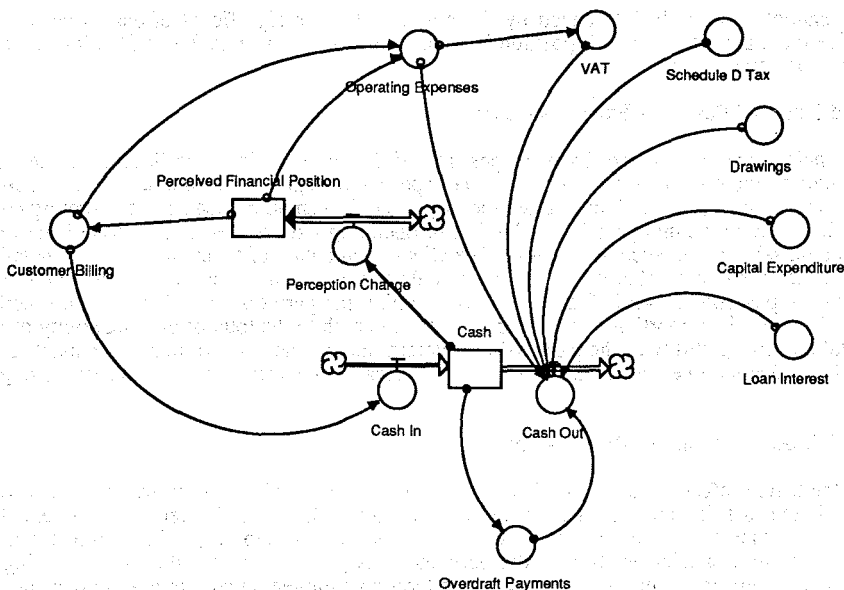 VAT
Schedule D Tax
Operating Expenses
Drawings
Perceived Financial Position
Customer Billing
Perception Change
Capital Expenditure
Cash
Loan Interest
Cash In
Cash Out
Overdraft Payments